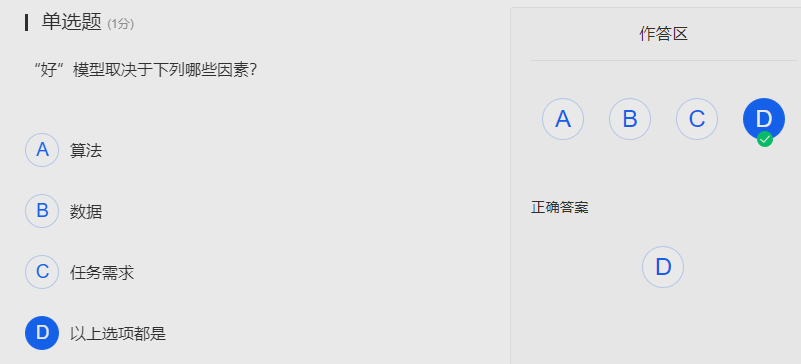 单选题 (1分)
“好”模型取决于下列哪些因素?
A 算法
B 数据
C 任务需求
D 以上选项都是
作答区
A B C D
正确答案
D